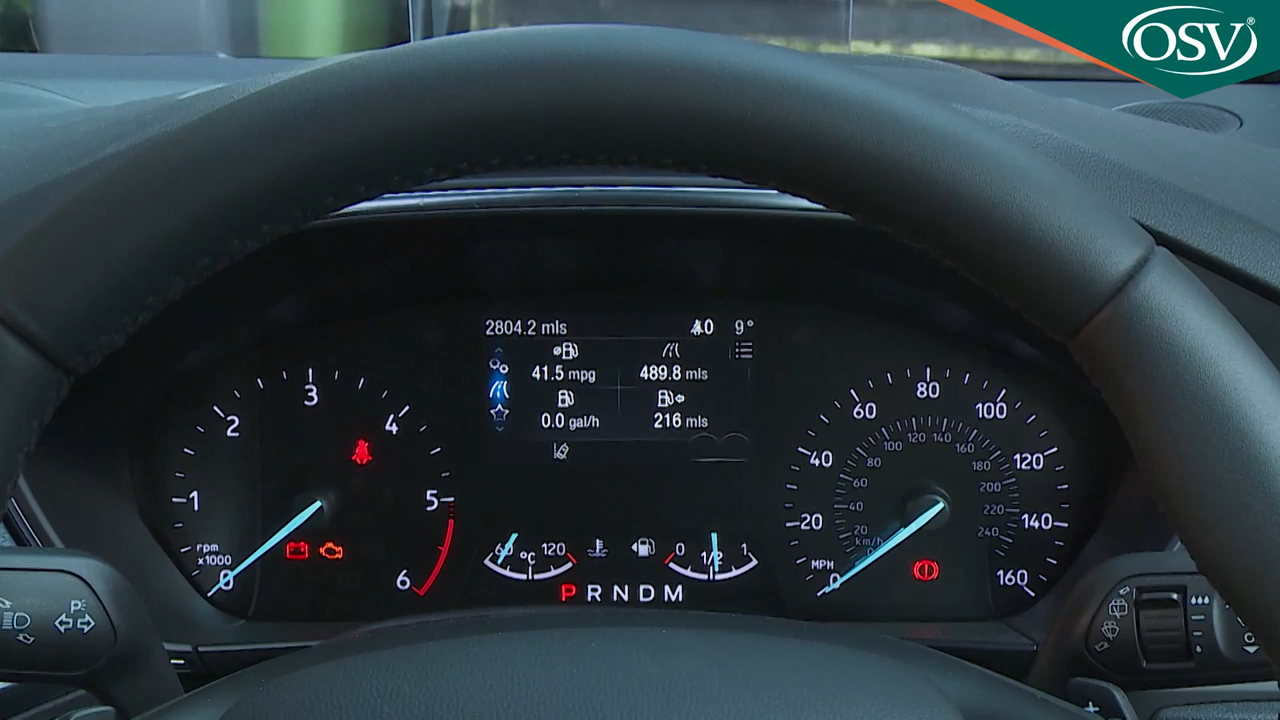 OSV®
2804.2 mls 40 9°
41.5 mpg 489.8 mls
0.0 gal/h 216 mls
0 1 2 3 4 5 6
rpm
x1000
0 20 40 60 80 100 120 140 160
MPH
0 20 40 60 80 100 120 140 160 180 200 220 240
km/h
60 °C 120
0 1/2 1
P R N D M
P
+